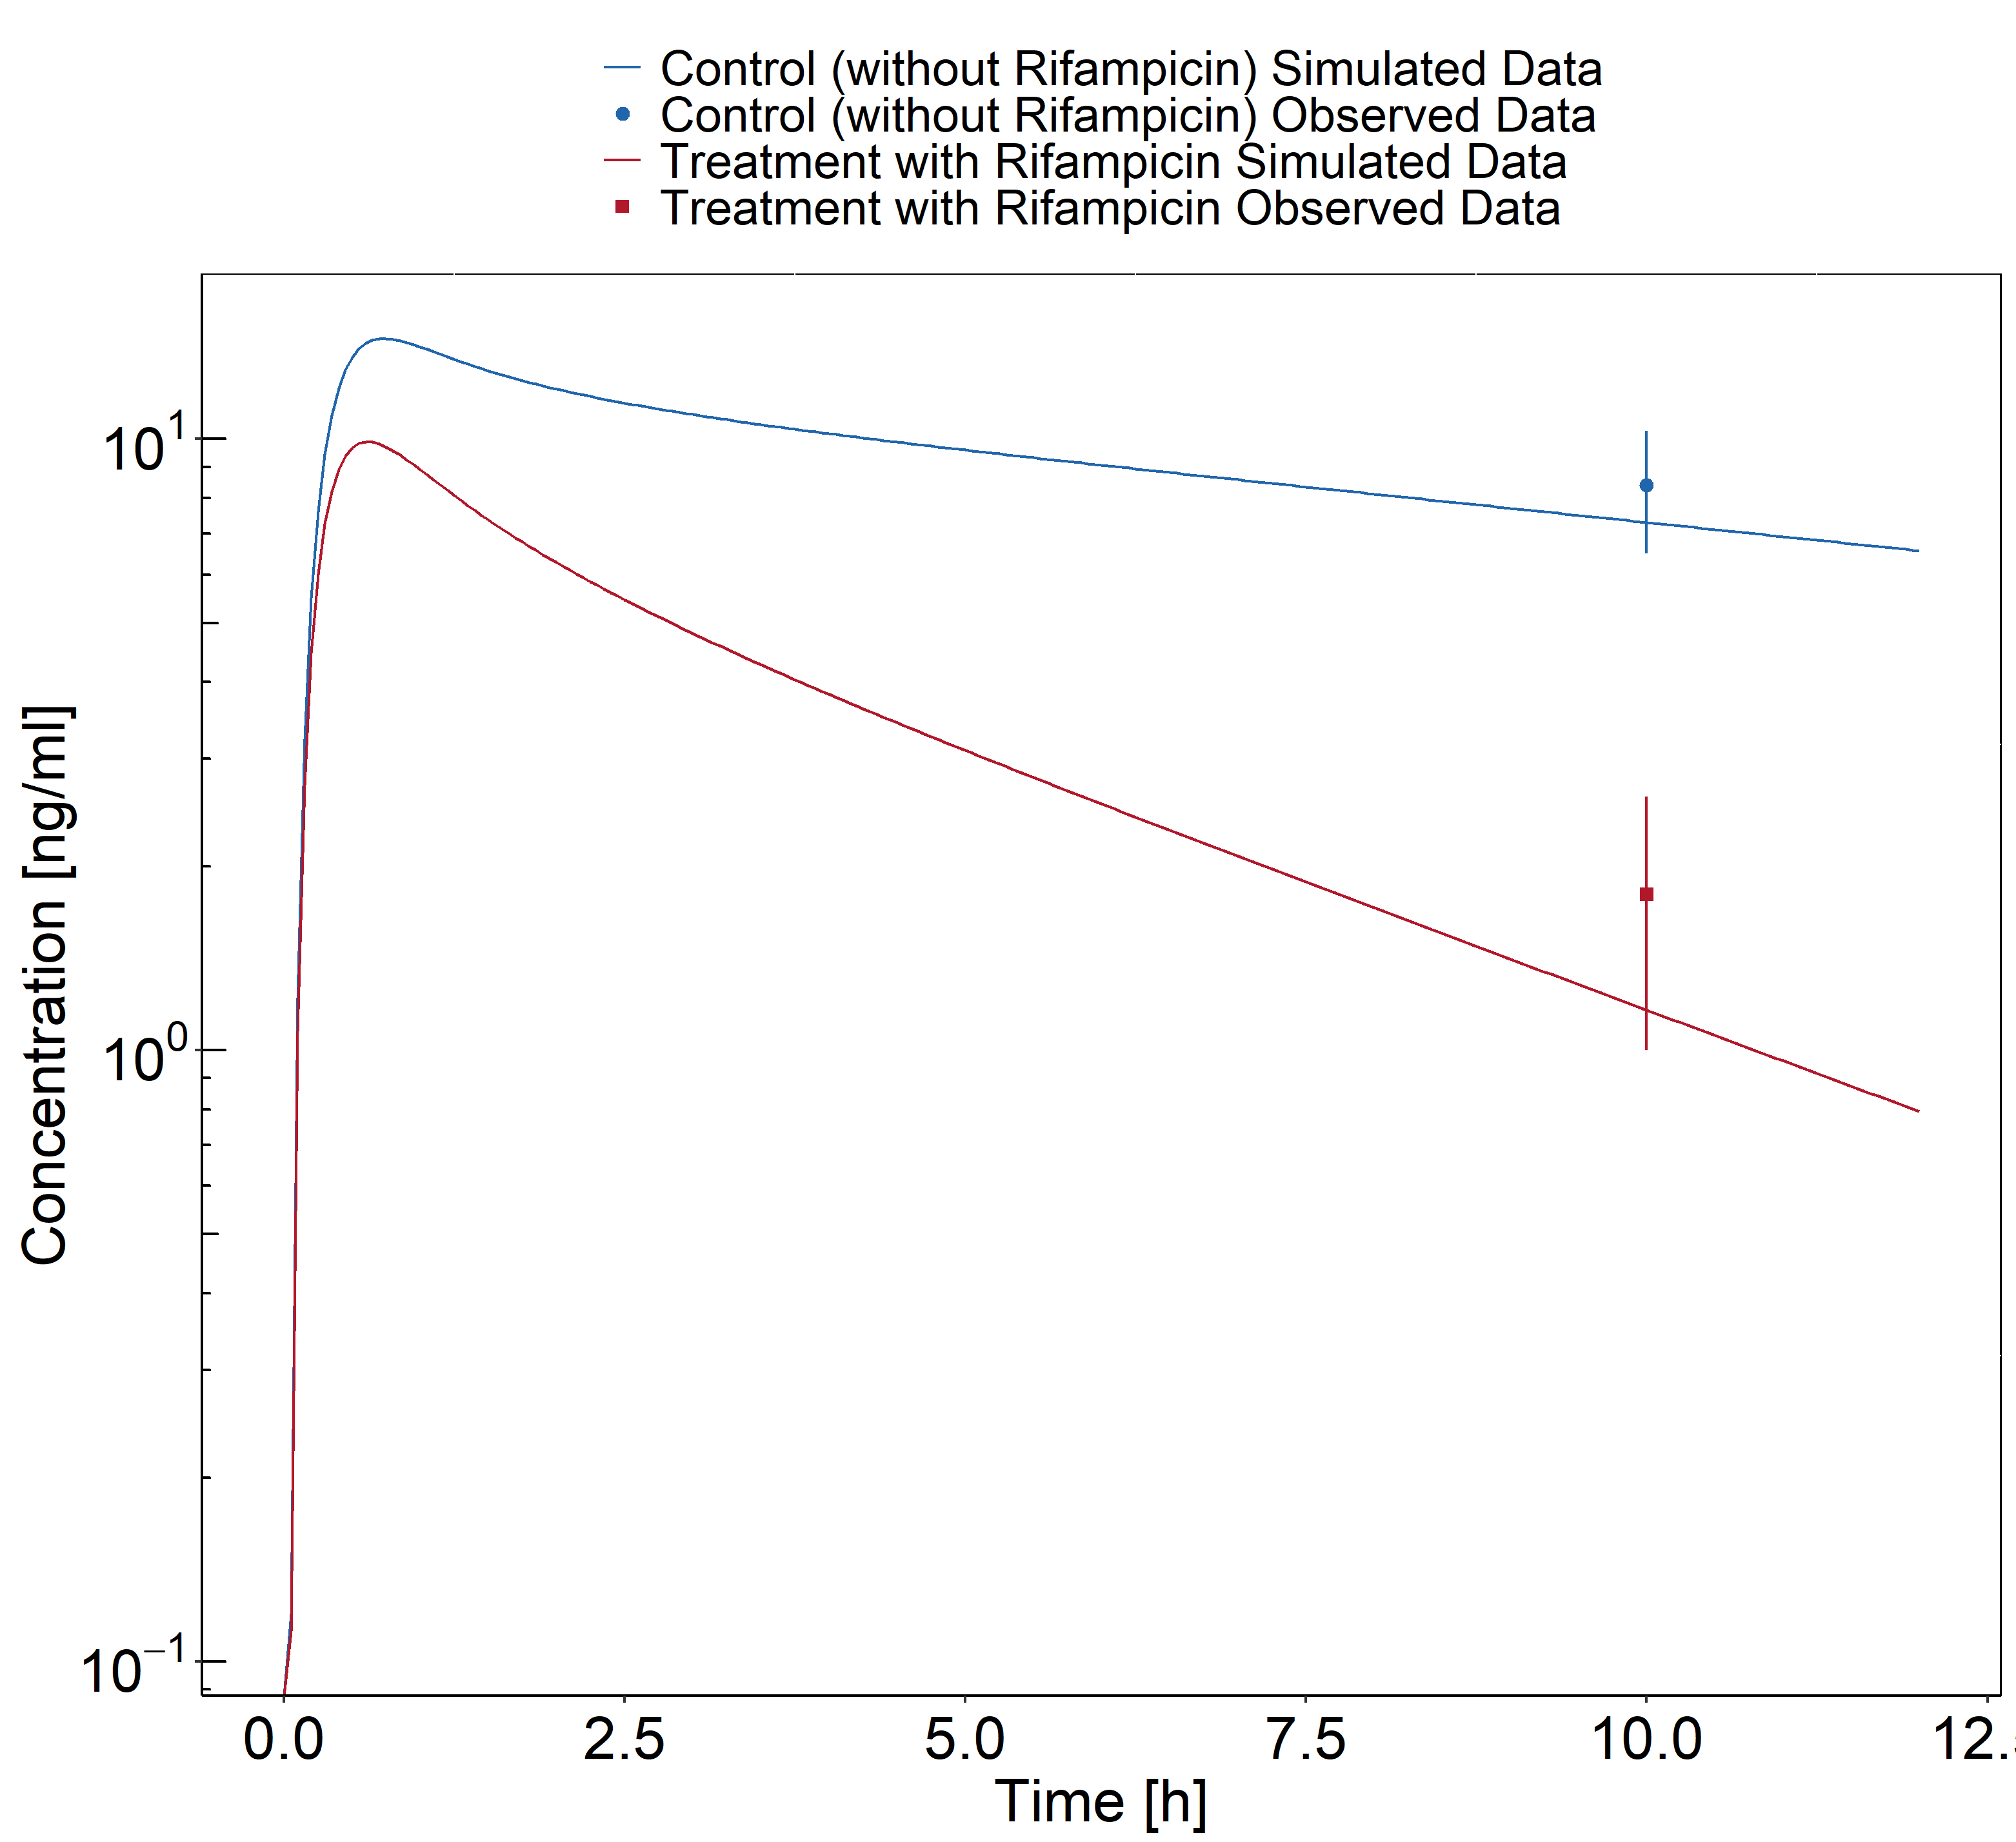 Control (without Rifampicin) Simulated Data
Control (without Rifampicin) Observed Data
Treatment with Rifampicin Simulated Data
Treatment with Rifampicin Observed Data
Concentration [ng/ml]
10¹
10⁰
10⁻¹
0.0 2.5 5.0 7.5 10.0 12.
Time [h]